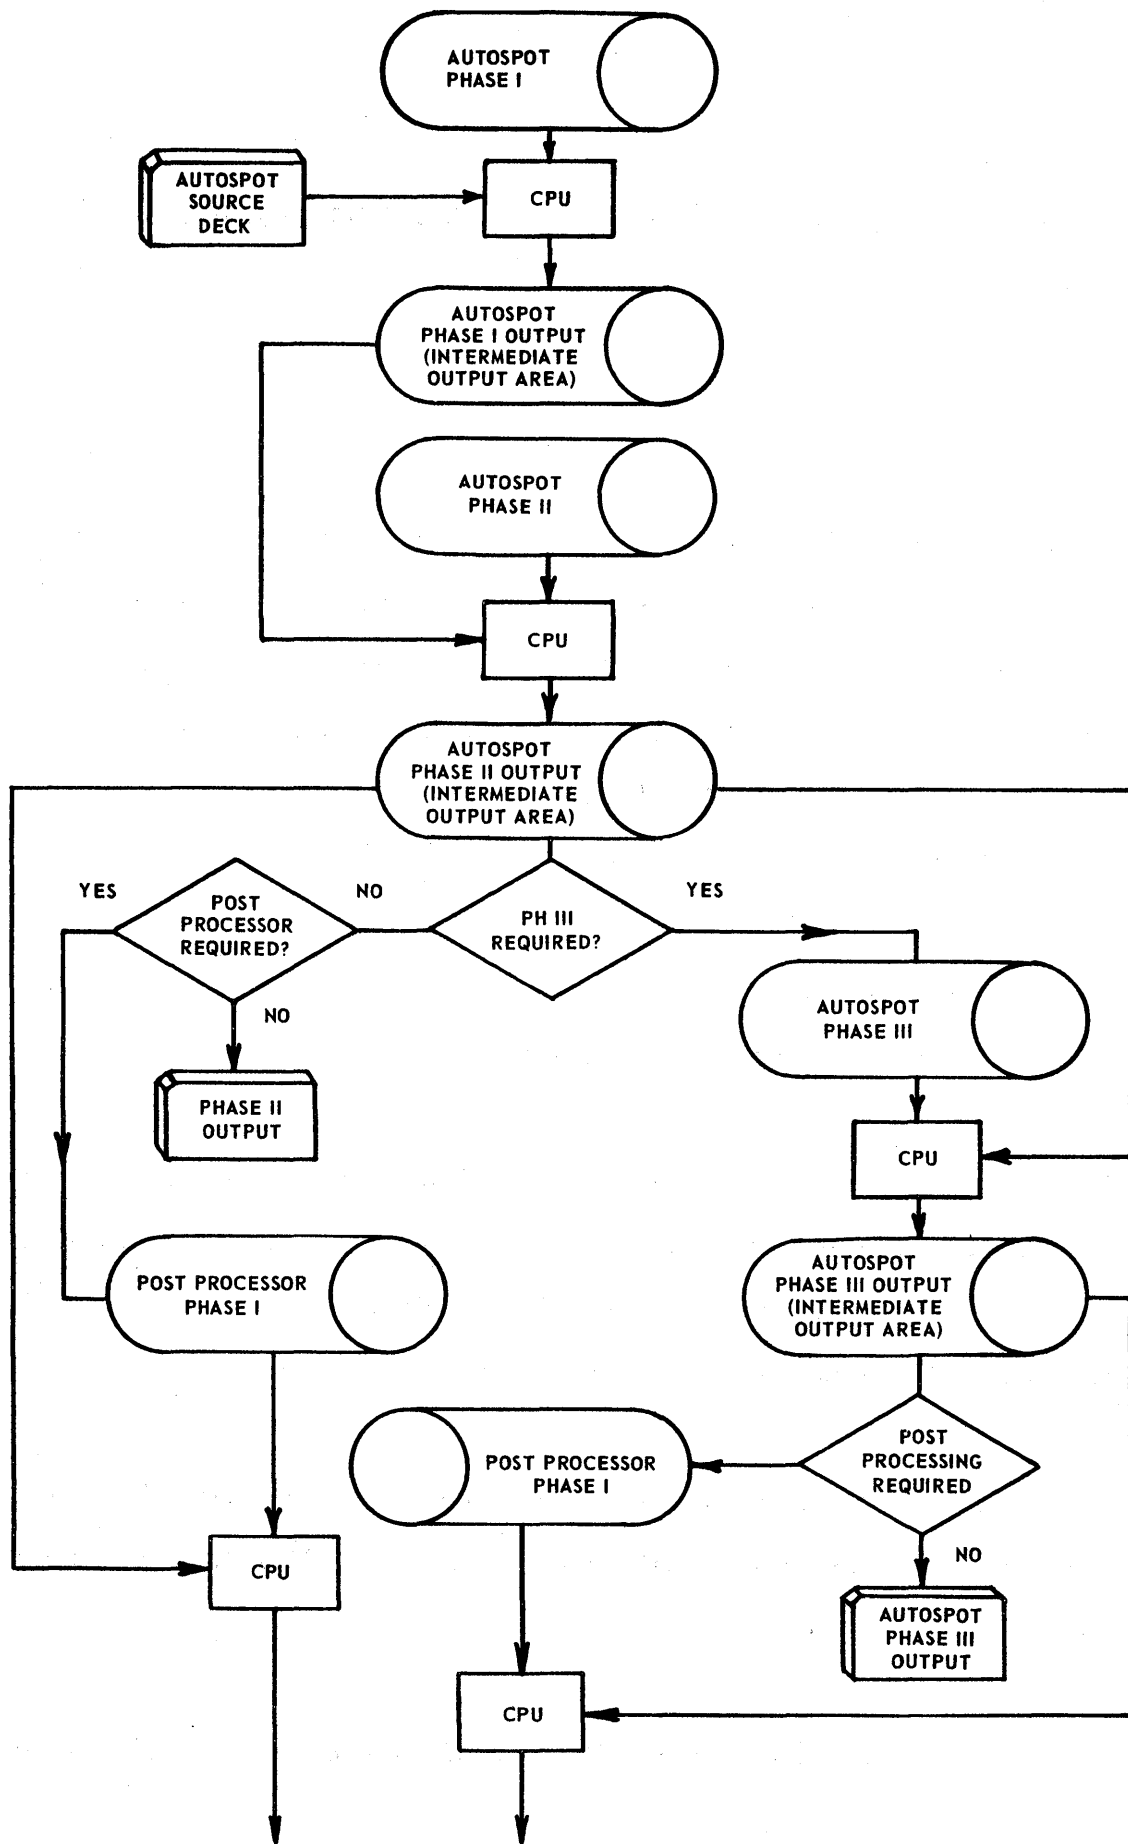 AUTOSPOT
PHASE I
AUTOSPOT
SOURCE
DECK
CPU
AUTOSPOT
PHASE I OUTPUT
(INTERMEDIATE
OUTPUT AREA)
AUTOSPOT
PHASE II
CPU
AUTOSPOT
PHASE II OUTPUT
(INTERMEDIATE
OUTPUT AREA)
YES
POST
PROCESSOR
REQUIRED?
NO
PH III
REQUIRED?
YES
NO
PHASE II
OUTPUT
AUTOSPOT
PHASE III
CPU
POST PROCESSOR
PHASE I
AUTOSPOT
PHASE III OUTPUT
(INTERMEDIATE
OUTPUT AREA)
POST PROCESSOR
PHASE I
POST
PROCESSING
REQUIRED
CPU
NO
AUTOSPOT
PHASE III
OUTPUT
CPU